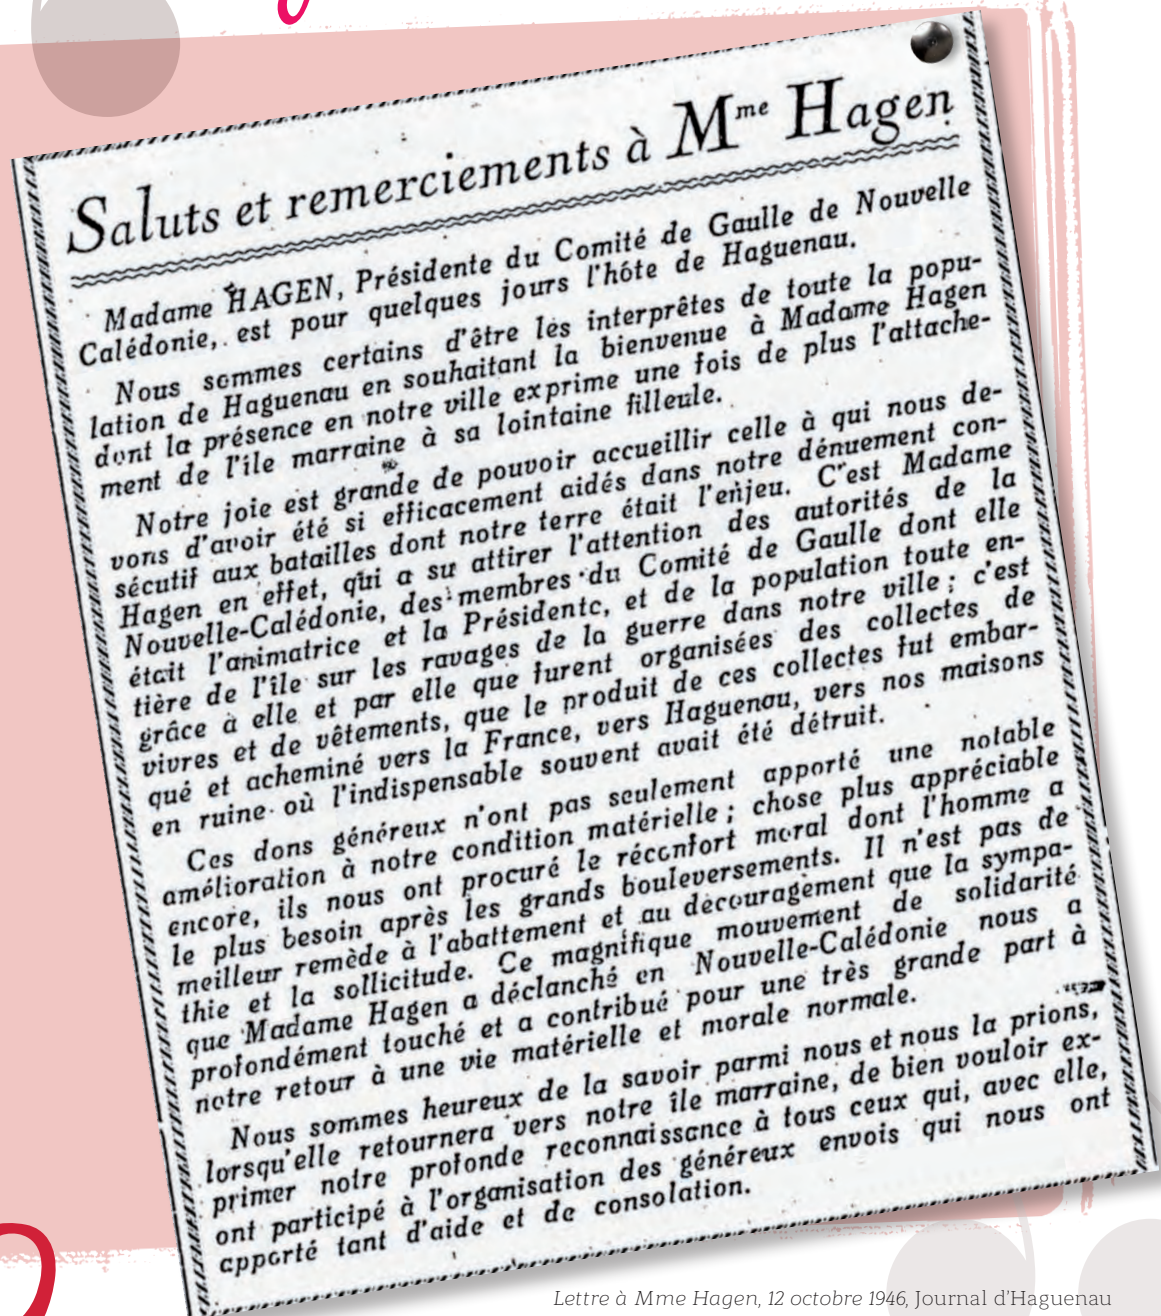 Saluts et remerciements à Mme Hagen
Madame HAGEN, Présidente du Comité de Gaulle de Nouvelle
Calédonie, est pour quelques jours l'hôte de Haguenau.
Nous sommes certains d'être les interprêtes de toute la popu-
lation de Haguenau en souhaitant la bienvenue à Madame Hagen
dont la présence en notre ville exprime une fois de plus l'attache-
ment de l'île marraine à sa lointaine filleule.
Notre joie est grande de pouvoir accueillir celle à qui nous de-
vons d'avoir été si efficacement aidés dans notre dénuement con-
sécutif aux batailles dont notre terre était l'enjeu. C'est Madame
Hagen en effet, qui a su attirer l'attention des autorités de la
Nouvelle-Calédonie, des membres du Comité de Gaulle dont elle
était l'animatrice et la Présidente, et de la population toute en-
tière de l'île sur les ravages de la guerre dans notre ville ; c'est
grâce à elle et par elle que furent organisées des collectes de
vivres et de vêtements, que le produit de ces collectes fut embar-
qué et acheminé vers la France, vers Haguenau, vers nos maisons
en ruine où l'indispensable souvent avait été détruit.
Ces dons généreux n'ont pas seulement apporté une notable
amélioration à notre condition matérielle ; chose plus appréciable
encore, ils nous ont procuré le réconfort moral dont l'homme a
le plus besoin après les grands bouleversements. Il n'est pas de
meilleur remède à l'abattement et au découragement que la sympa-
thie et la sollicitude. Ce magnifique mouvement de solidarité
que Madame Hagen a déclanché en Nouvelle-Calédonie nous a
profondément touché et a contribué pour une très grande part à
notre retour à une vie matérielle et morale normale.
Nous sommes heureux de la savoir parmi nous et nous la prions,
lorsqu'elle retournera vers notre île marraine, de bien vouloir ex-
primer notre profonde reconnaissance à tous ceux qui, avec elle,
ont participé à l'organisation des généreux envois qui nous ont
apporté tant d'aide et de consolation.
Lettre à Mme Hagen, 12 octobre 1946, Journal d'Haguenau